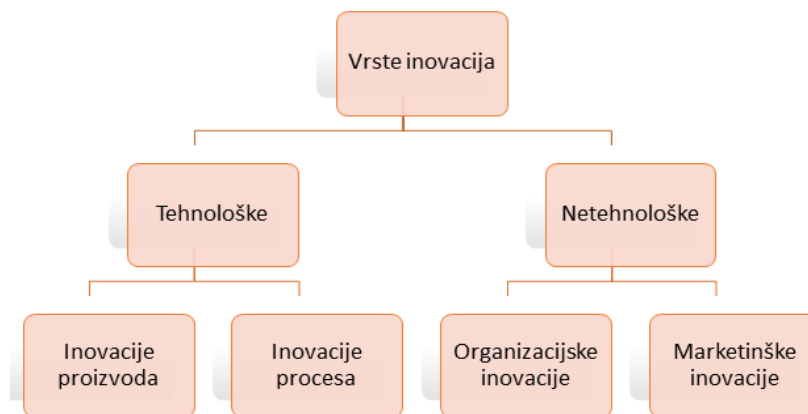 Vrste inovacija
Tehnološke
Netehnološke
Inovacije
proizvoda
Inovacije
procesa
Organizacijske
inovacije
Marketinške
inovacije